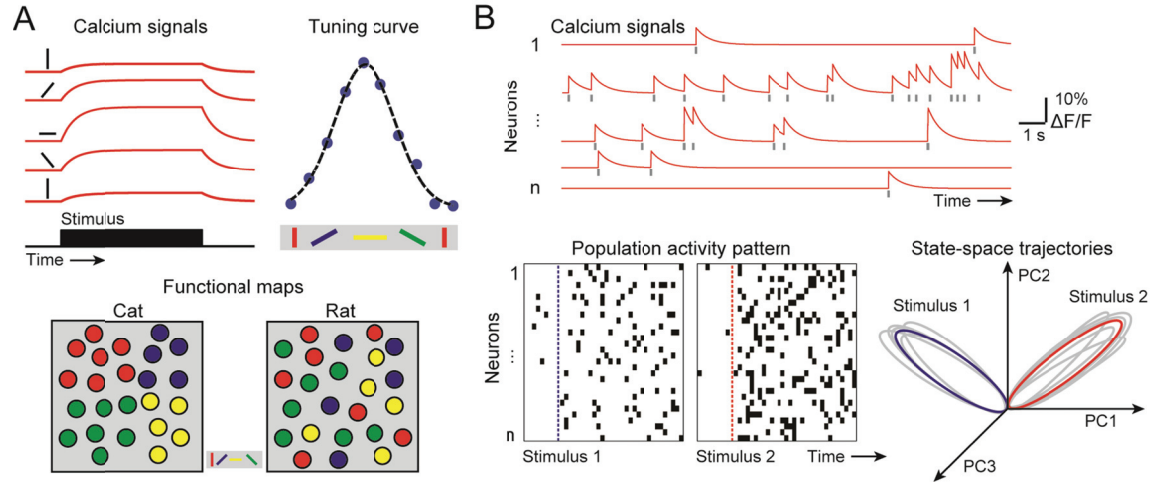 A
Calcium signals
Tuning curve
Stimulus
Time
Functional maps
Cat
Rat
B
Calcium signals
1
Neurons
...
n
10%
ΔF/F
1 s
Time
Population activity pattern
1
Neurons
...
n
Stimulus 1
Stimulus 2
Time
State-space trajectories
PC2
Stimulus 1
Stimulus 2
PC1
PC3